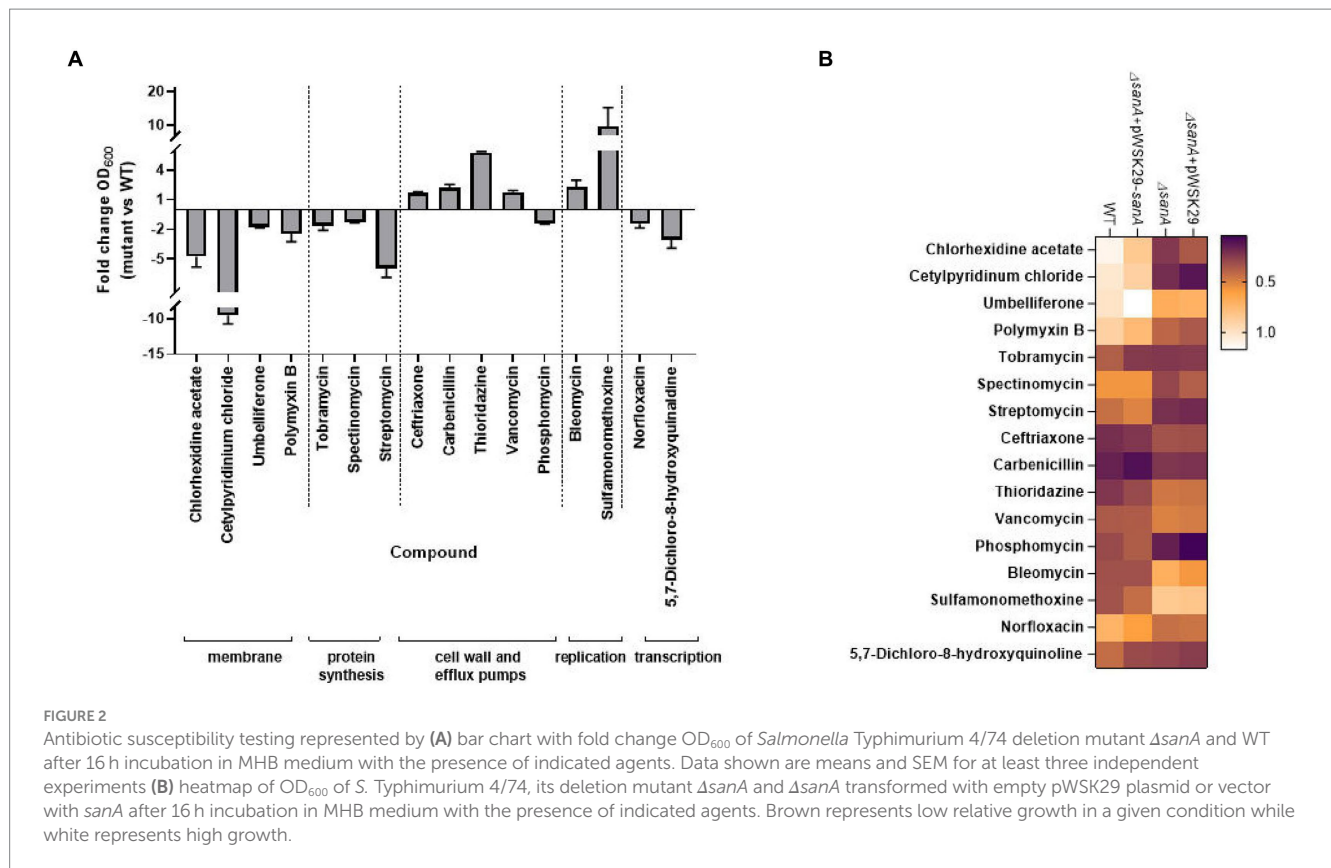 A
Fold change OD600
(mutant vs WT)
20
10
4
1
-2
-5
-10
-15
Chlorhexidine acetate
Cetylpyridinium chloride
Umbelliferone
Polymyxin B
Tobramycin
Spectinomycin
Streptomycin
Ceftriaxone
Carbenicillin
Thioridazine
Vancomycin
Phosphomycin
Bleomycin
Sulfamonomethoxine
Norfloxacin
5,7-Dichloro-8-hydroxyquinaldine
Compound
membrane
protein
synthesis
cell wall and
efflux pumps
replication
transcription
B
WT
ΔsanA+pWSK29-sanA
ΔsanA
ΔsanA+pWSK29
Chlorhexidine acetate
Cetylpyridinum chloride
Umbelliferone
Polymyxin B
Tobramycin
Spectinomycin
Streptomycin
Ceftriaxone
Carbenicillin
Thioridazine
Vancomycin
Phosphomycin
Bleomycin
Sulfamonomethoxine
Norfloxacin
5,7-Dichloro-8-hydroxyquinoline
0.5
1.0
FIGURE 2
Antibiotic susceptibility testing represented by (A) bar chart with fold change OD600 of Salmonella Typhimurium 4/74 deletion mutant ΔsanA and WT
after 16 h incubation in MHB medium with the presence of indicated agents. Data shown are means and SEM for at least three independent
experiments (B) heatmap of OD600 of S. Typhimurium 4/74, its deletion mutant ΔsanA and ΔsanA transformed with empty pWSK29 plasmid or vector
with sanA after 16 h incubation in MHB medium with the presence of indicated agents. Brown represents low relative growth in a given condition while
white represents high growth.